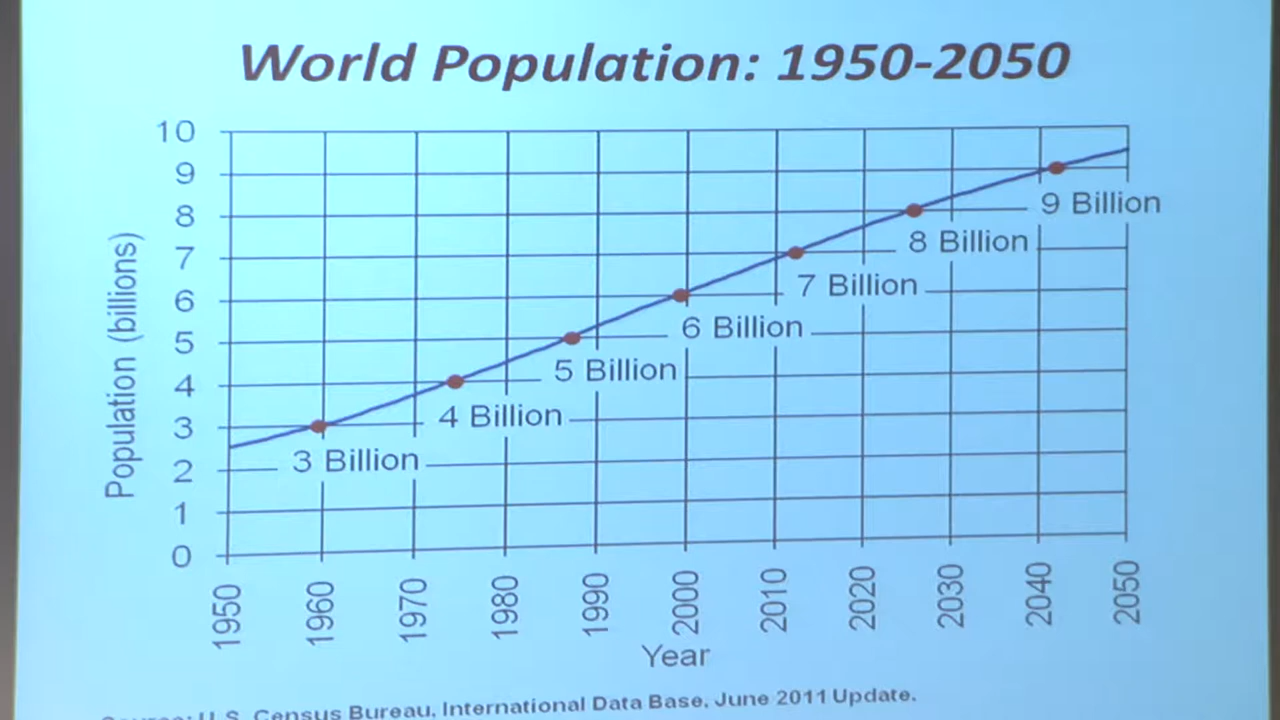 World Population: 1950-2050
10
9
8
7
6
5
4
3
2
1
0
Population (billions)
9 Billion
8 Billion
7 Billion
6 Billion
5 Billion
4 Billion
3 Billion
1950 1960 1970 1980 1990 2000 2010 2020 2030 2040 2050
Year
Source: U.S. Census Bureau, International Data Base, June 2011 Update.